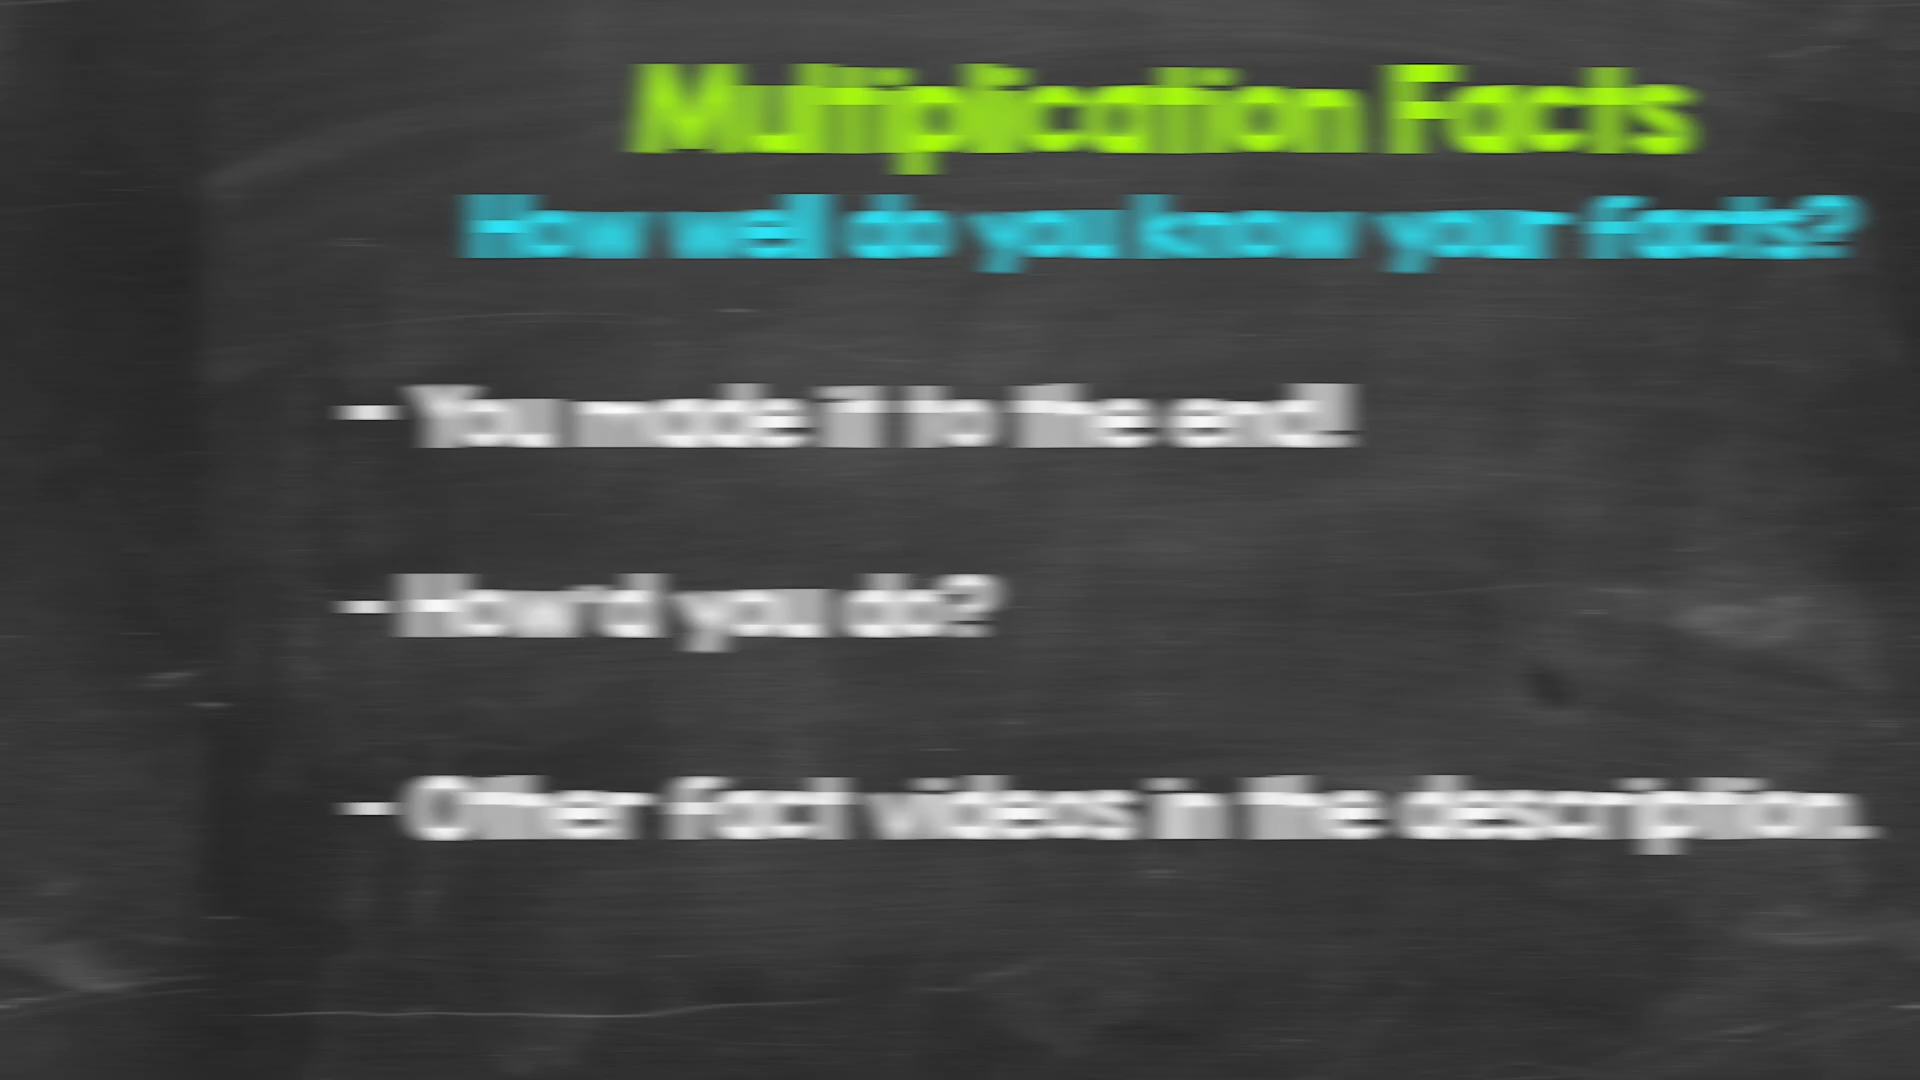 Multiplication Facts
How well do you know your facts?
- You made it to the end!
- How'd you do?
- Other fact videos in the description.